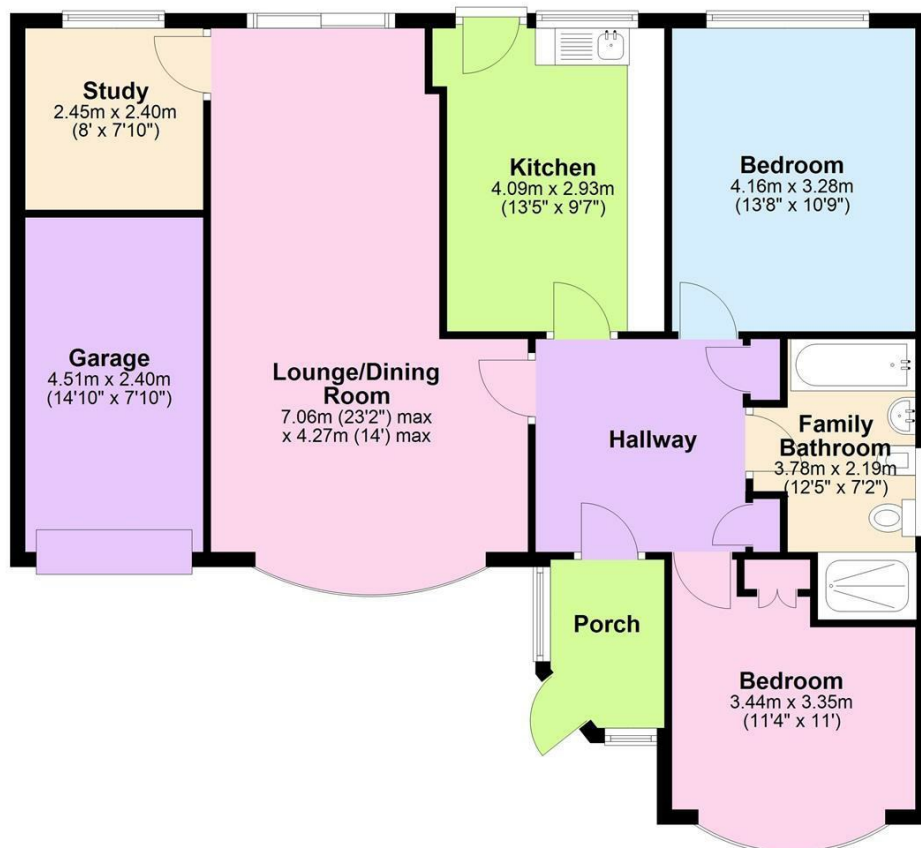 Study
2.45m x 2.40m
(8' x 7'10")
Kitchen
4.09m x 2.93m
(13'5" x 9'7")
Bedroom
4.16m x 3.28m
(13'8" x 10'9")
Garage
4.51m x 2.40m
(14'10" x 7'10")
Lounge/Dining
Room
7.06m (23'2") max
x 4.27m (14') max
Hallway
Family
Bathroom
3.78m x 2.19m
(12'5" x 7'2")
Porch
Bedroom
3.44m x 3.35m
(11'4" x 11')